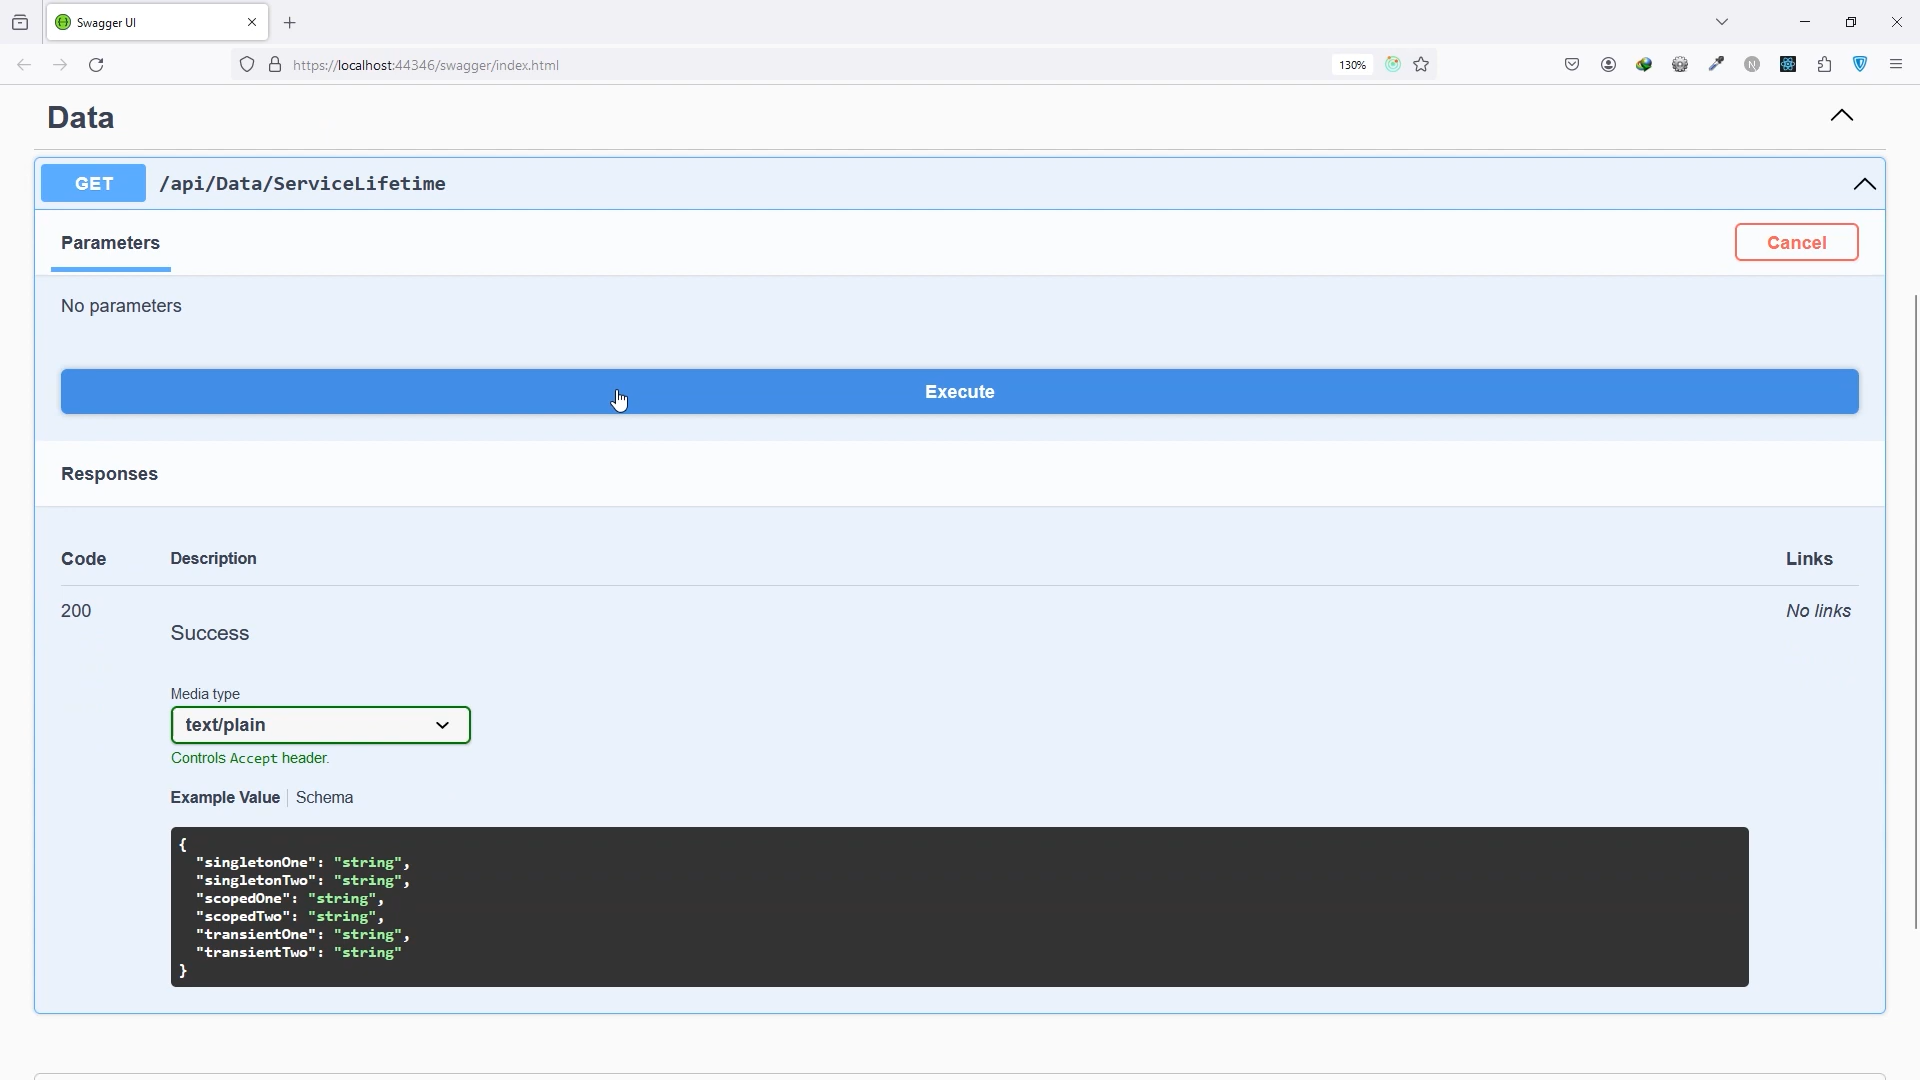 Swagger UI
https://localhost:44346/swagger/index.html
130%
N
Data
GET /api/Data/ServiceLifetime
Parameters
Cancel
No parameters
Execute
Responses
Code Description Links
200 No links
Success
Media type
text/plain
Controls Accept header.
Example Value Schema
{
"singletonOne": "string",
"singletonTwo": "string",
"scopedOne": "string",
"scopedTwo": "string",
"transientOne": "string",
"transientTwo": "string"
}